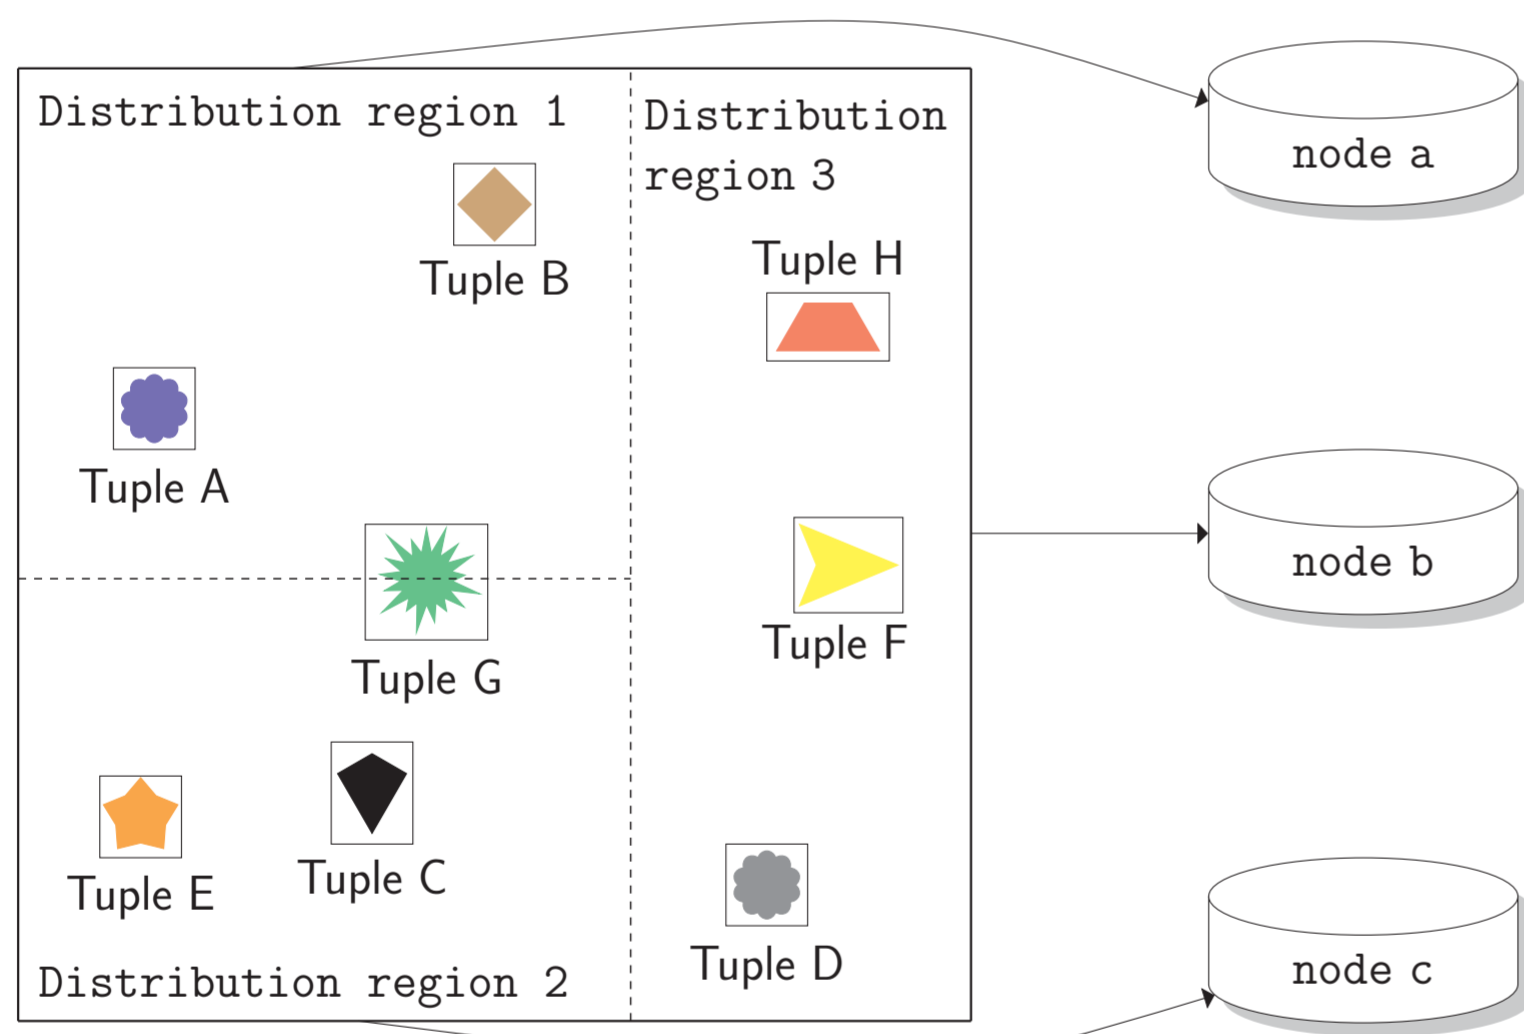 Distribution region 1
Distribution
region 3
node a
Tuple B
Tuple H
Tuple A
node b
Tuple G
Tuple F
Tuple E
Tuple C
Tuple D
Distribution region 2
node c